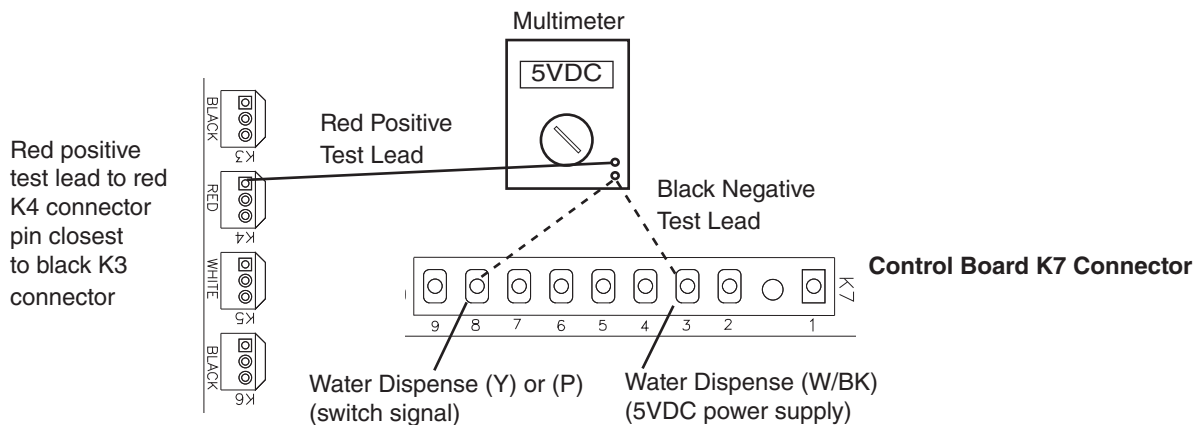 Multimeter
5VDC
Red Positive
Test Lead
Black Negative
Test Lead
Red positive
test lead to red
K4 connector
pin closest
to black K3
connector
BLACK
K3
RED
K4
WHITE
K5
BLACK
K6
Control Board K7 Connector
K7
9 8 7 6 5 4 3 2 1
Water Dispense (Y) or (P)
(switch signal)
Water Dispense (W/BK)
(5VDC power supply)